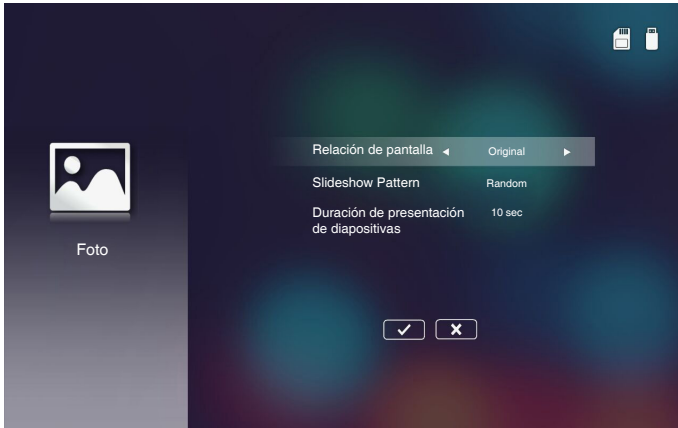 Relación de pantalla ◄ Original ►
Slideshow Pattern Random
Duración de presentación 10 sec
de diapositivas
Foto